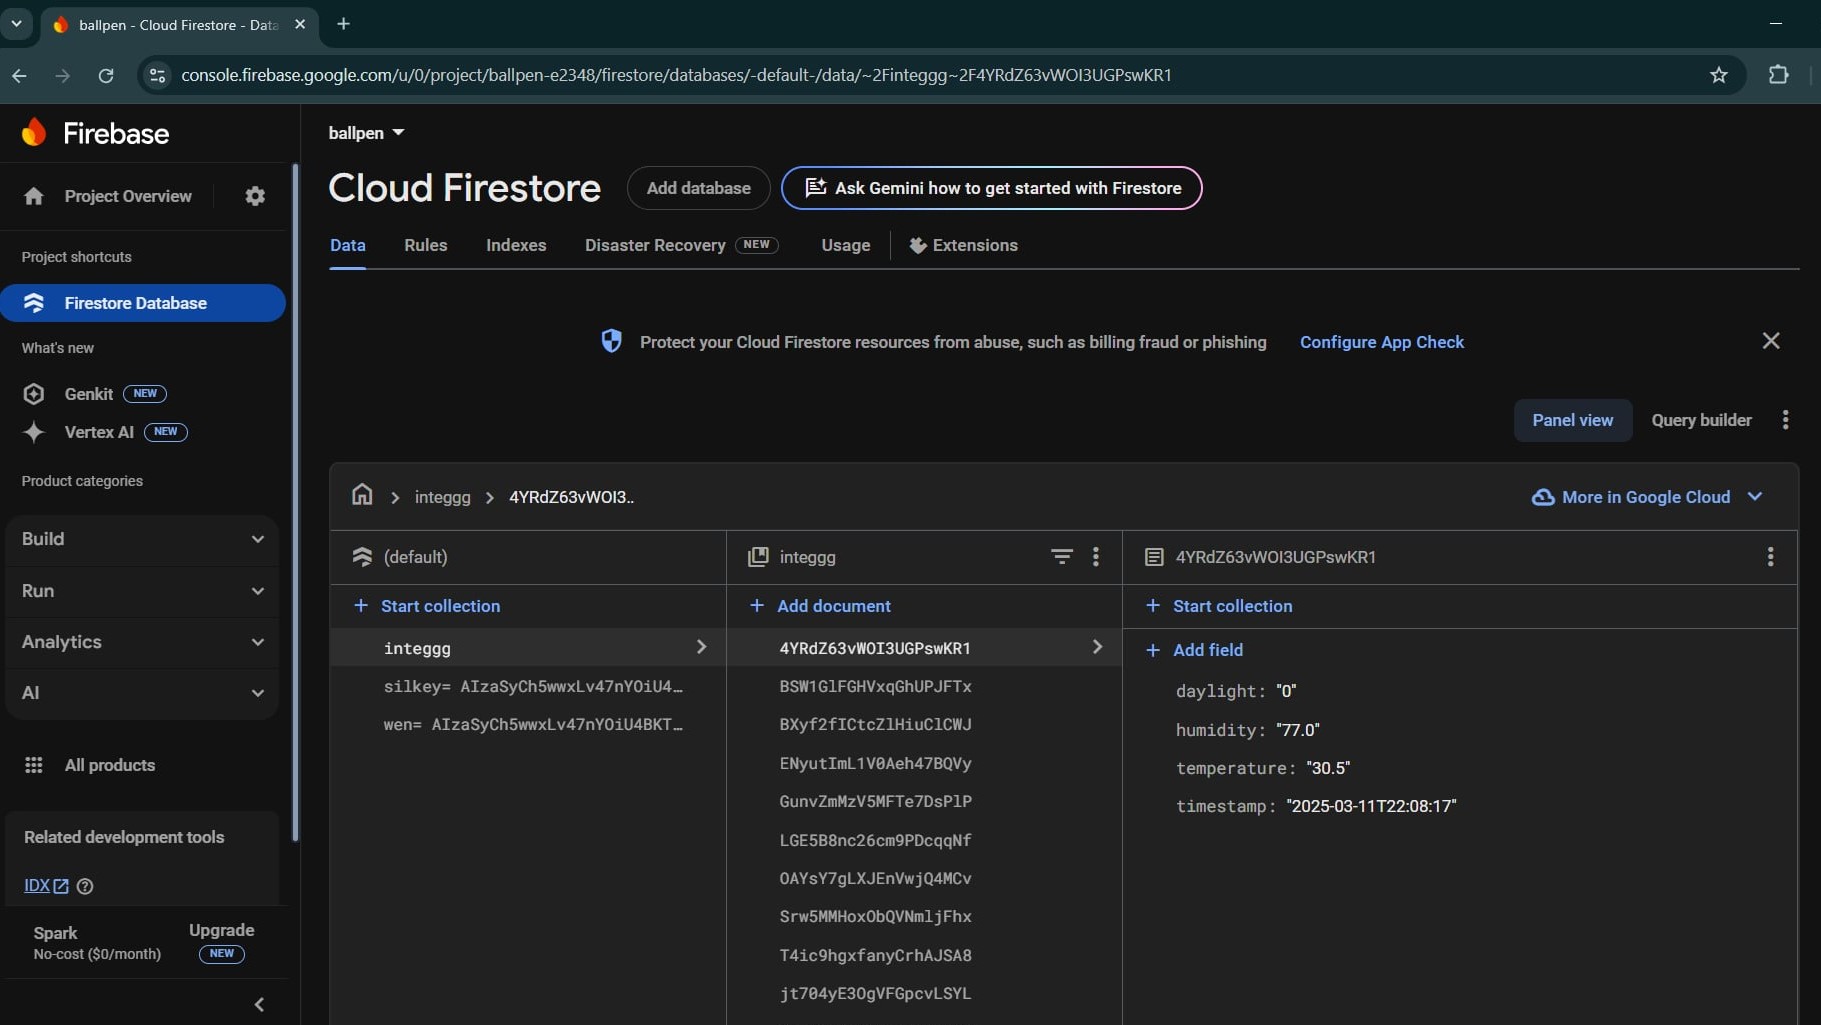 ballpen - Cloud Firestore - Data
console.firebase.google.com/u/0/project/ballpen-e2348/firestore/databases/-default-/data/~2Finteggg~2F4YRdZ63vWOI3UGPswKR1
Firebase
Project Overview
Project shortcuts
Firestore Database
What's new
Genkit NEW
Vertex AI NEW
Product categories
Build
Run
Analytics
AI
All products
Related development tools
IDX
Spark
No-cost ($0/month)
Upgrade
NEW
ballpen
Cloud Firestore
Add database
Ask Gemini how to get started with Firestore
Data Rules Indexes Disaster Recovery NEW Usage Extensions
Protect your Cloud Firestore resources from abuse, such as billing fraud or phishing Configure App Check
Panel view Query builder
integgg 4YRdZ63vWOI3..
More in Google Cloud
(default)
Start collection
integgg
silkey= AIzaSyCh5wwxLv47nYOiU4…
wen= AIzaSyCh5wwxLv47nYOiU4BKT…
integgg
Add document
4YRdZ63vWOI3UGPswKR1
BSW1GlFGHVxqGhUPJFTx
BXyf2fICtcZlHiuClCWJ
ENyutImL1V0Aeh47BQVy
GunvZmMzV5MFTe7DsPlP
LGE5B8nc26cm9PDcqqNf
OAYsY7gLXJEnVwjQ4MCv
Srw5MMHoxObQVNmljFhx
T4ic9hgxfanyCrhAJSA8
jt704yE3OgVFGpcvLSYL
4YRdZ63vWOI3UGPswKR1
Start collection
Add field
daylight: "0"
humidity: "77.0"
temperature: "30.5"
timestamp: "2025-03-11T22:08:17"